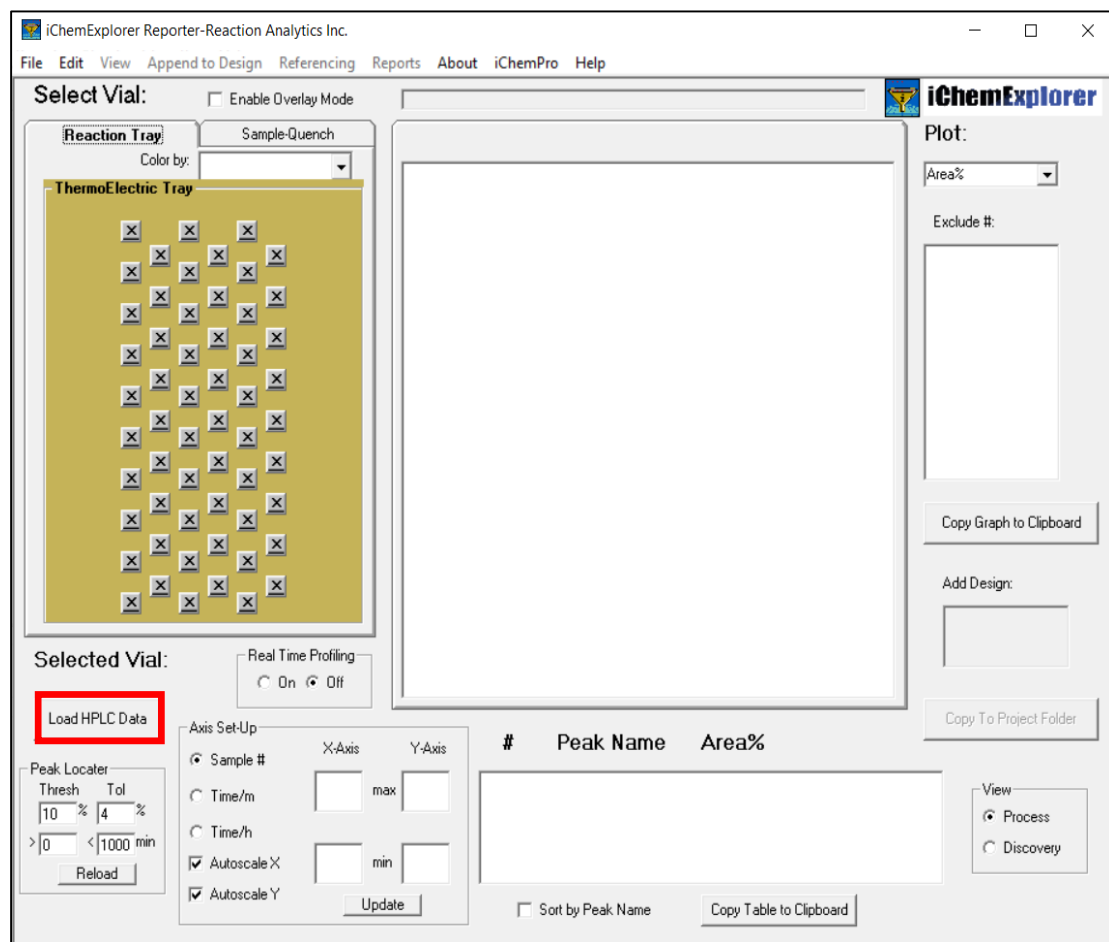 iChemExplorer Reporter-Reaction Analytics Inc.
File Edit View Append to Design Referencing Reports About iChemPro Help
Select Vial:
Enable Overlay Mode
iChemExplorer
Reaction Tray
Sample-Quench
Color by:
ThermoElectric Tray
Plot:
Area%
Exclude #:
Copy Graph to Clipboard
Add Design:
Copy To Project Folder
Selected Vial:
Real Time Profiling
On Off
Load HPLC Data
Peak Locater
Thresh Tol
10 % 4 %
> 0 < 1000 min
Reload
Axis Set-Up
X-Axis Y-Axis
Sample #
max
Time/m
Time/h
Autoscale X
min
Autoscale Y
Update
# Peak Name Area%
Sort by Peak Name
Copy Table to Clipboard
View
Process
Discovery